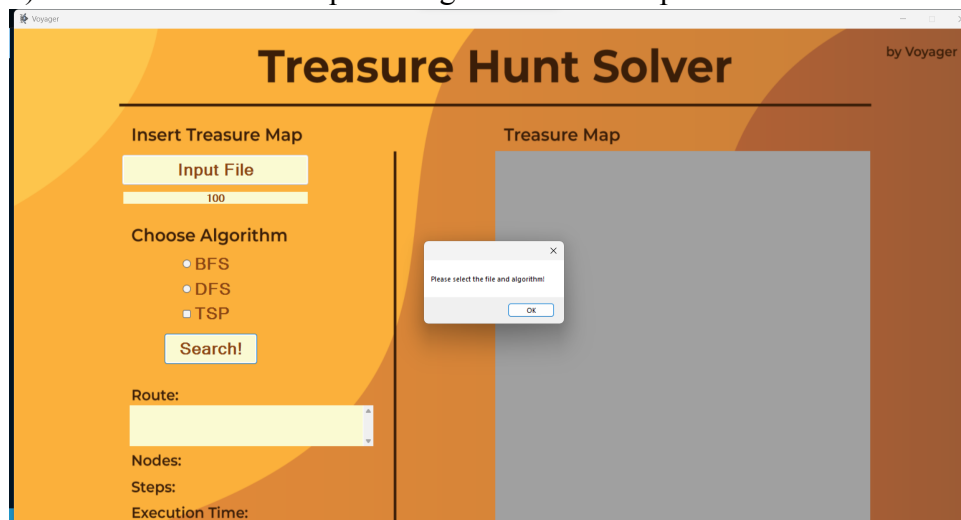 Voyager
Treasure Hunt Solver
by Voyager
Insert Treasure Map
Treasure Map
Input File
100
Choose Algorithm
BFS
DFS
TSP
Search!
Please select the file and algorithm!
OK
Route:
Nodes:
Steps:
Execution Time: